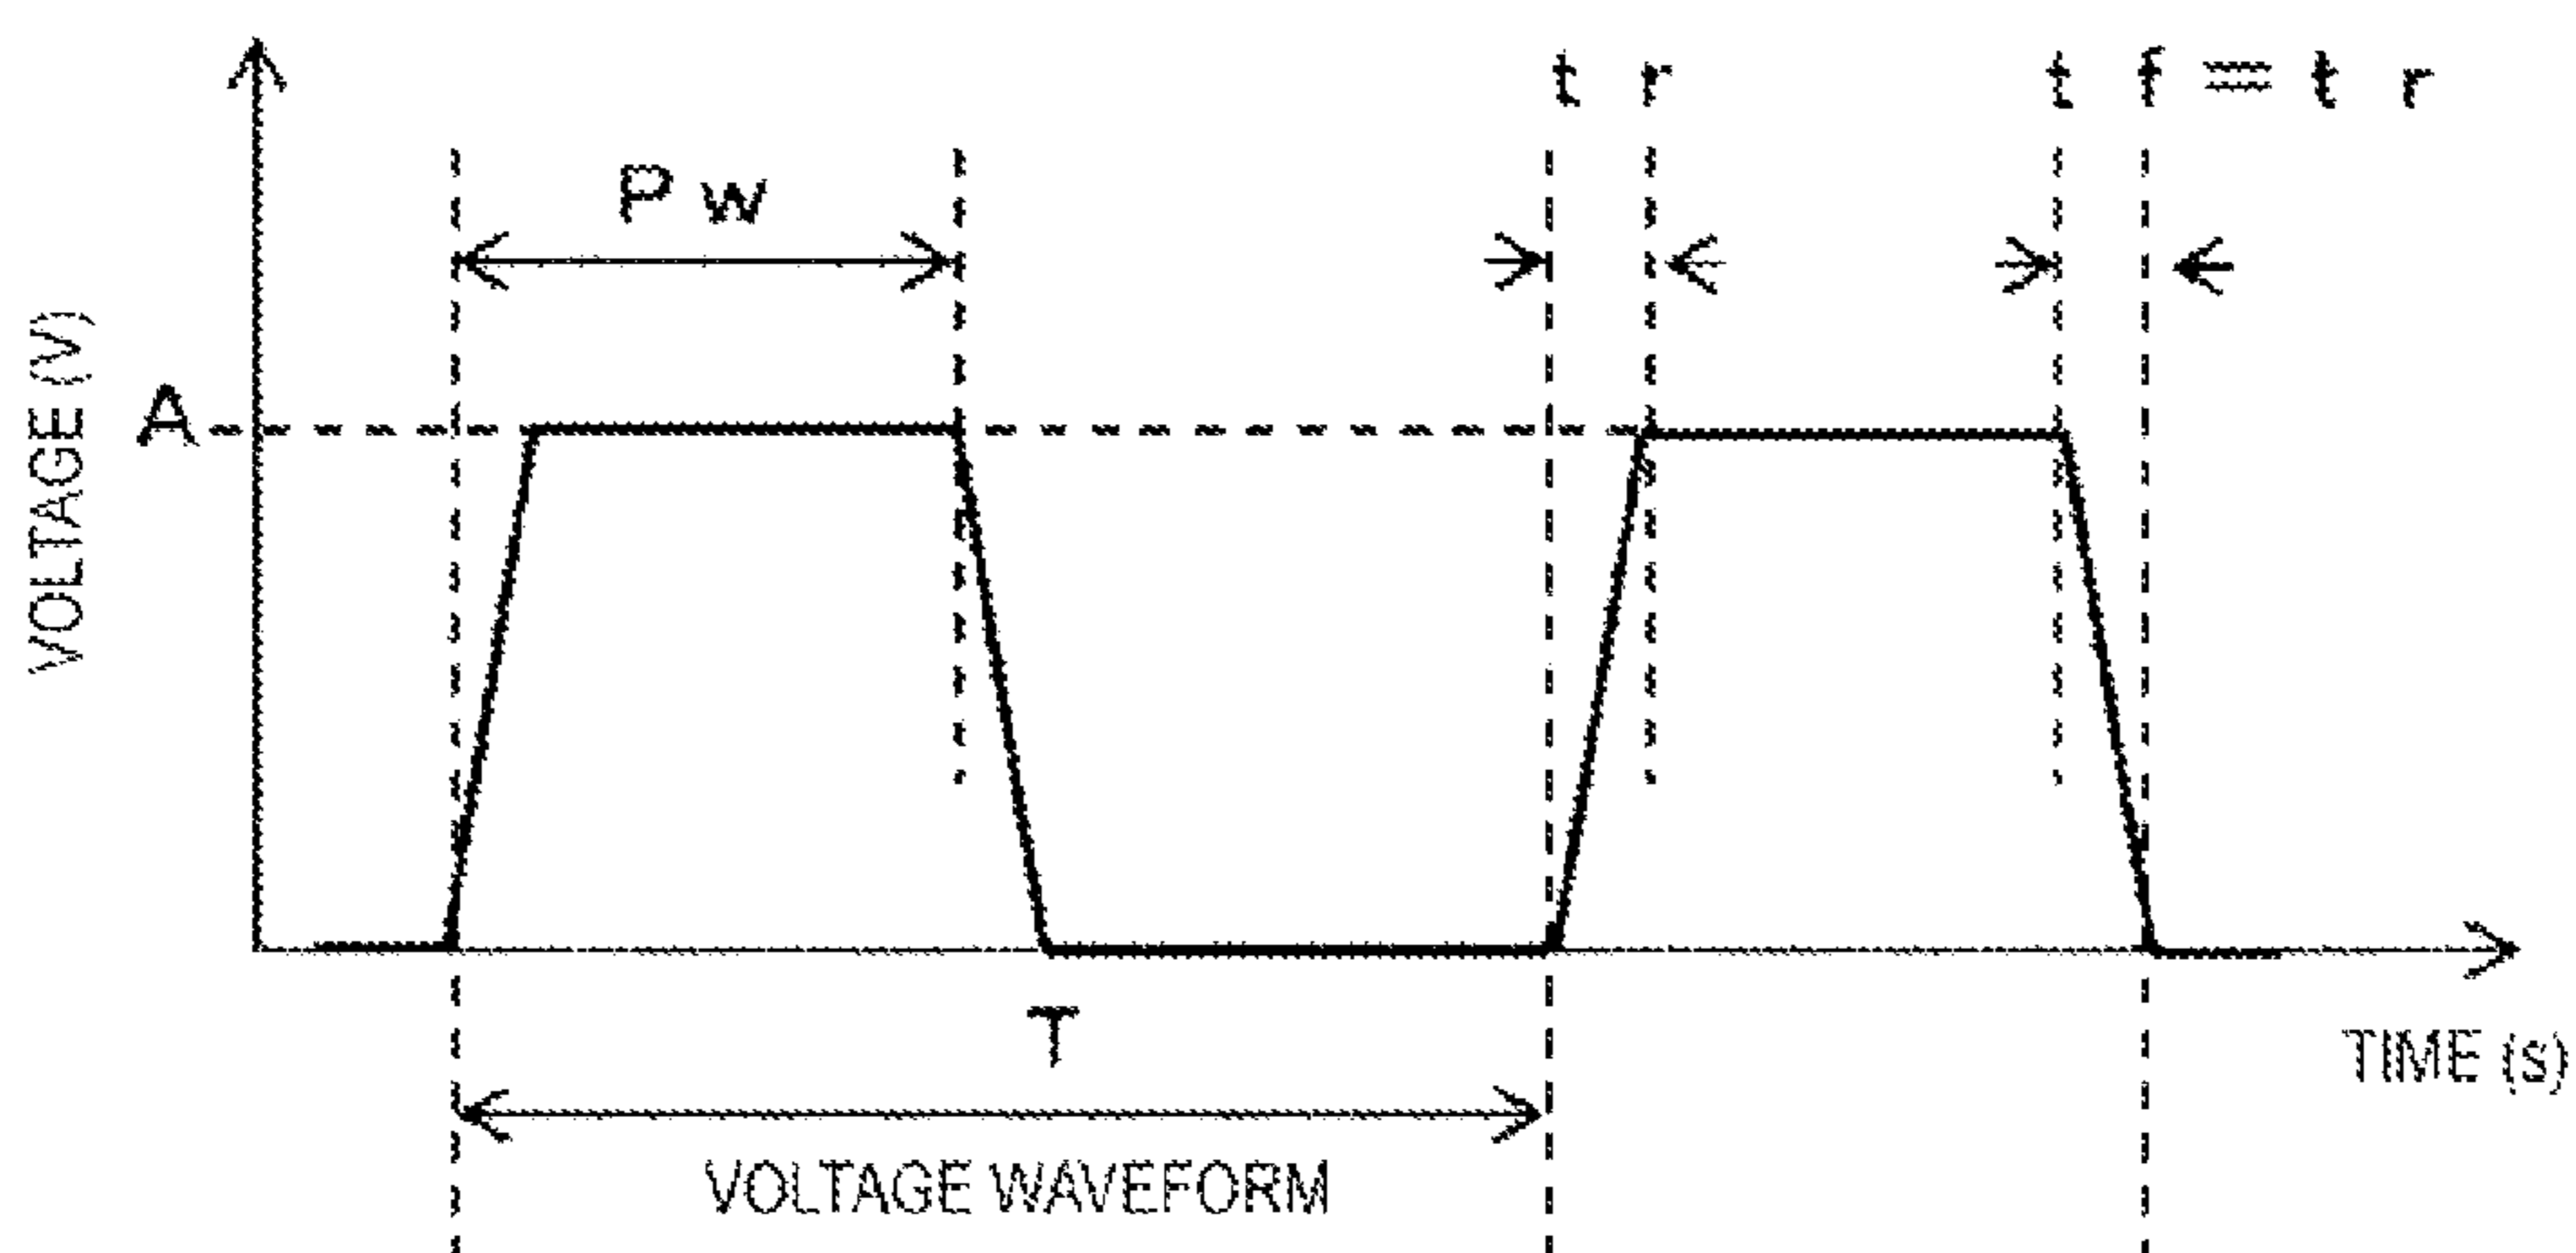 t r
t f ≡ t r
P w
VOLTAGE (V)
A
T
TIME (s)
VOLTAGE WAVEFORM